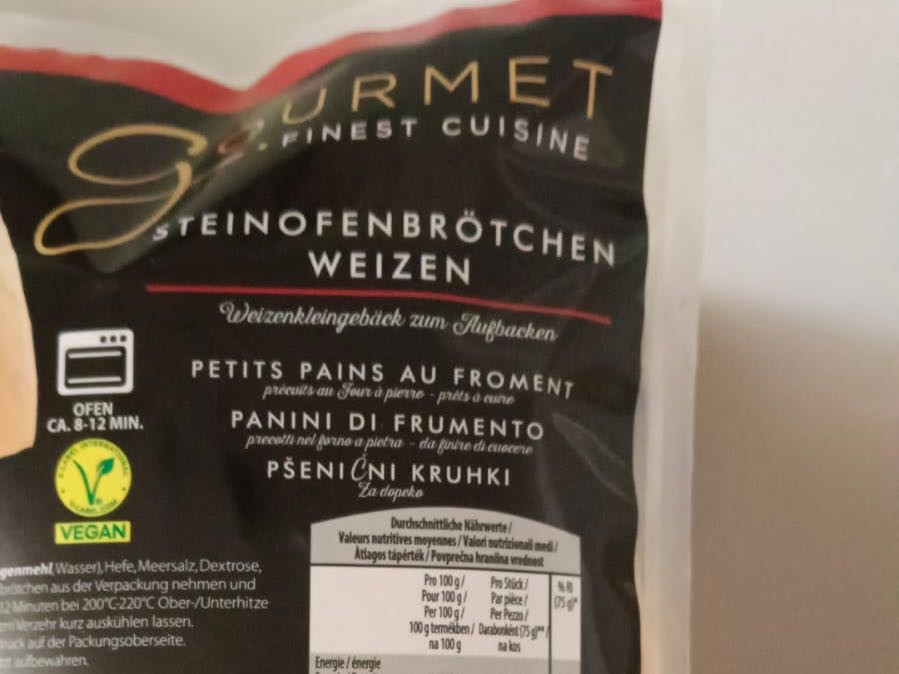 GOURMET
FINEST CUISINE
STEINOFENBRÖTCHEN
WEIZEN
Weizenkleingebäck zum Aufbacken
PETITS PAINS AU FROMENT
précuits au Four à pierre - prêts à cuire
PANINI DI FRUMENTO
precotti nel forno a pietra - da finire di cuocere
PŠENIČNI KRUHKI
Za dopeko
OFEN
CA. 8-12 MIN.
V-LABEL INTERNATIONAL
V-LABEL.COM
VEGAN
genmehl, Wasser), Hefe, Meersalz, Dextrose,
brötchen aus der Verpackung nehmen und
12 Minuten bei 200°C-220°C Ober-/Unterhitze
Verzehr kurz auskühlen lassen.
auf der Packungsoberseite.
aufbewahren.
Durchschnittliche Nährwerte /
Valeurs nutritives moyennes / Valori nutrizionali medi /
Átlagos tápérték / Povprečna hranilna vrednost
Pro 100 g / Pro Stück / % RI
Pour 100 g / Par pièce / (75 g)*
Per 100 g / Per Pezzo /
100 g termékben / Darabonként (75 g)** /
na 100 g na kos
Energie / énergie